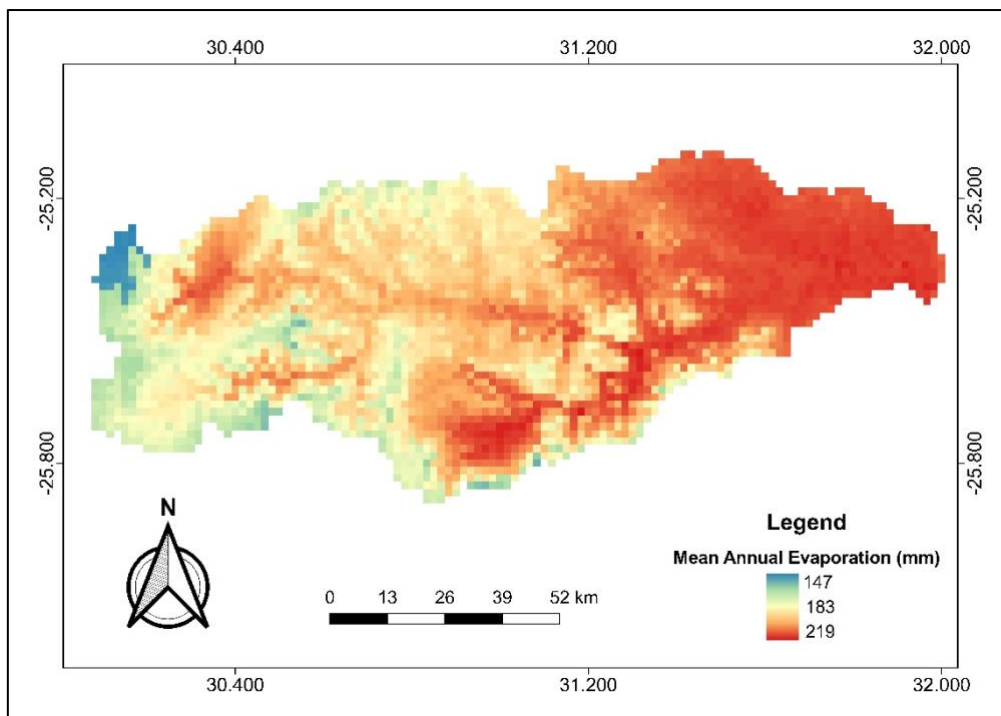 30.400 31.200 32.000
-25.200 -25.200
-25.800 -25.800
N
Legend
Mean Annual Evaporation (mm)
147
183
219
0 13 26 39 52 km
30.400 31.200 32.000